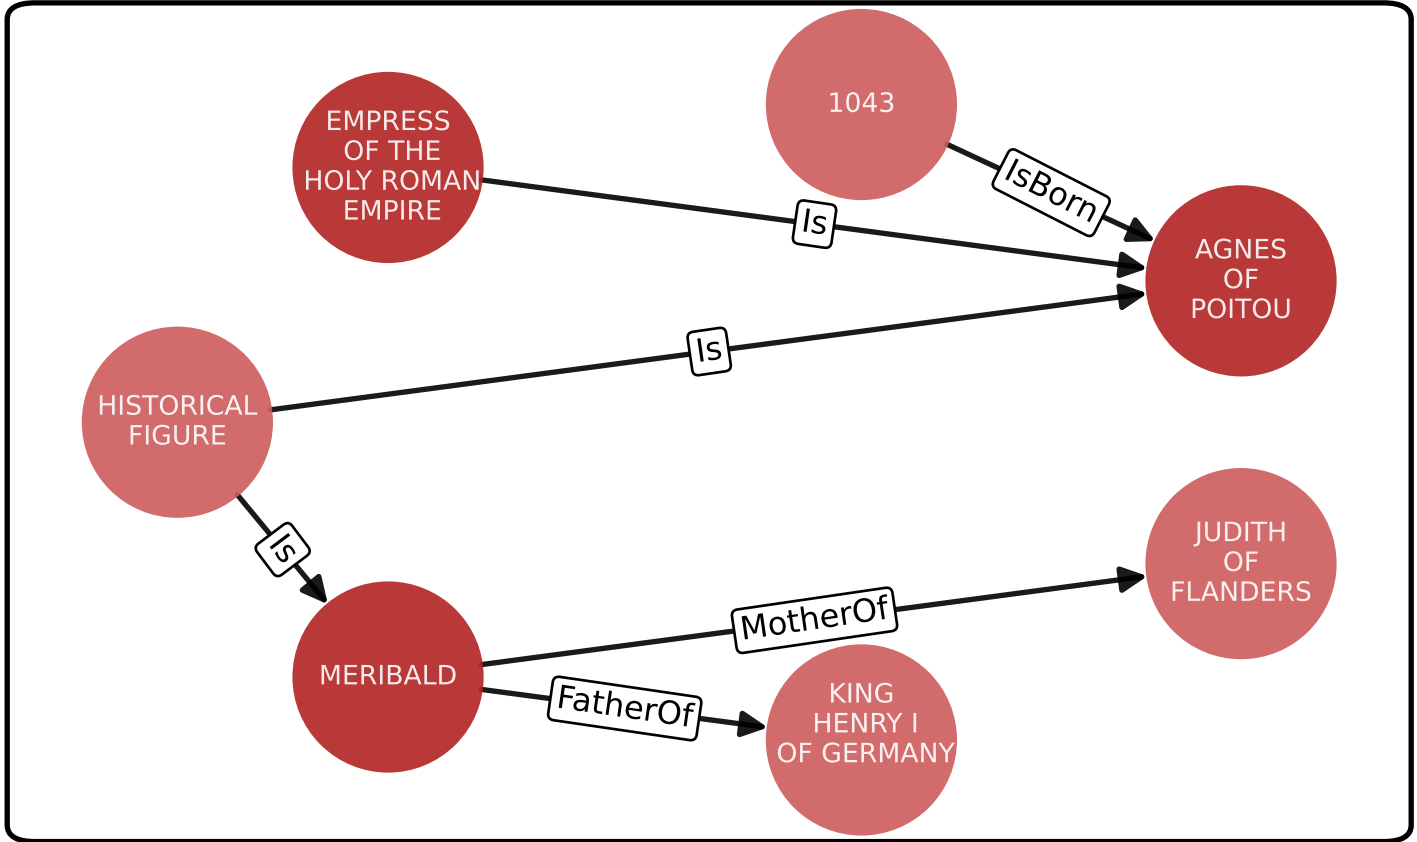 1043
EMPRESS
OF THE
HOLY ROMAN
EMPIRE
IsBorn
Is
AGNES
OF
POITOU
Is
HISTORICAL
FIGURE
Is
JUDITH
OF
FLANDERS
MotherOf
MERIBALD
FatherOf
KING
HENRY I
OF GERMANY